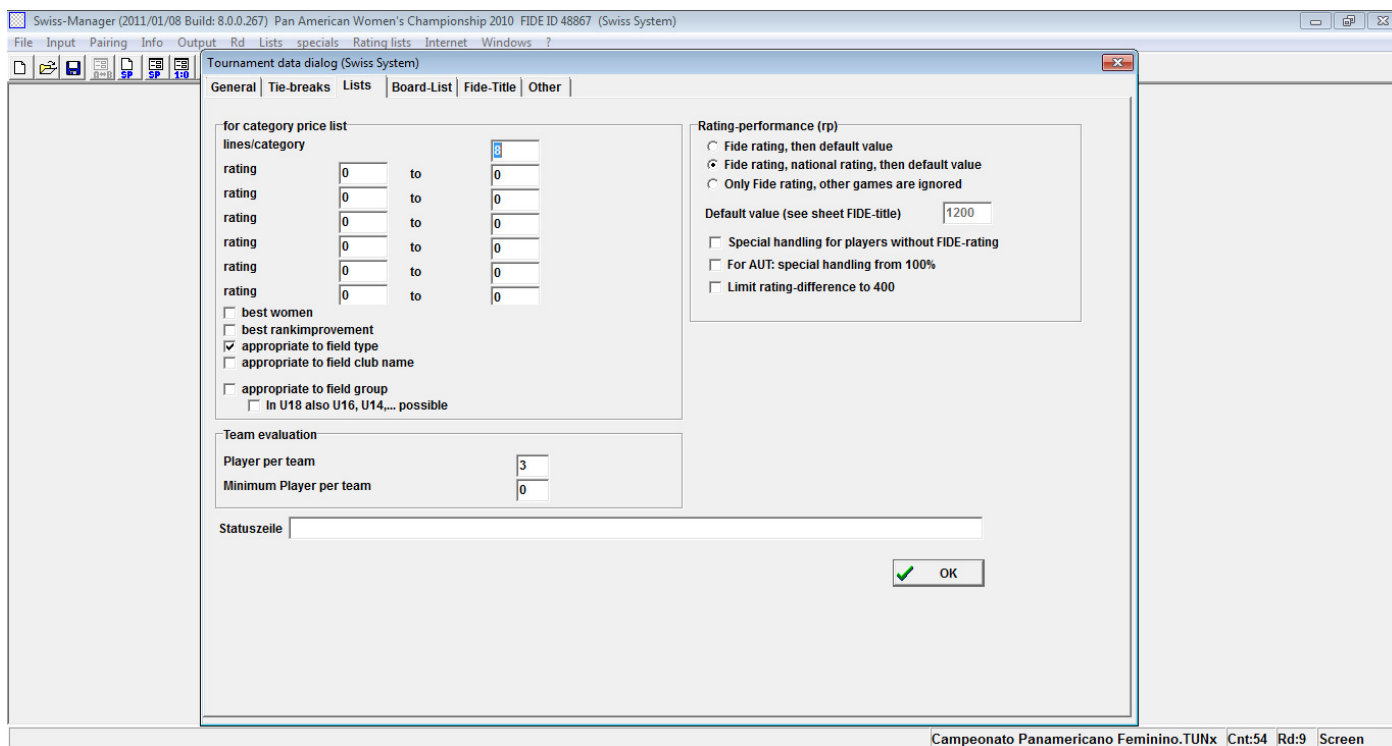 Swiss-Manager (2011/01/08 Build: 8.0.0.267)  Pan American Women's Championship 2010  FIDE ID 48867  (Swiss System)
File Input Pairing Info Output Rd Lists specials Rating lists Internet Windows ?
SP SP 1:0
Tournament data dialog (Swiss System)
General Tie-breaks Lists Board-List Fide-Title Other
for category price list
lines/category 8
rating 0 to 0
rating 0 to 0
rating 0 to 0
rating 0 to 0
rating 0 to 0
rating 0 to 0
best women
best rankimprovement
appropriate to field type
appropriate to field club name
appropriate to field group
In U18 also U16, U14,... possible
Rating-performance (rp)
Fide rating, then default value
Fide rating, national rating, then default value
Only Fide rating, other games are ignored
Default value (see sheet FIDE-title) 1200
Special handling for players without FIDE-rating
For AUT: special handling from 100%
Limit rating-difference to 400
Team evaluation
Player per team 3
Minimum Player per team 0
Statuszeile
OK
Campeonato Panamericano Feminino.TUNx Cnt:54 Rd:9 Screen